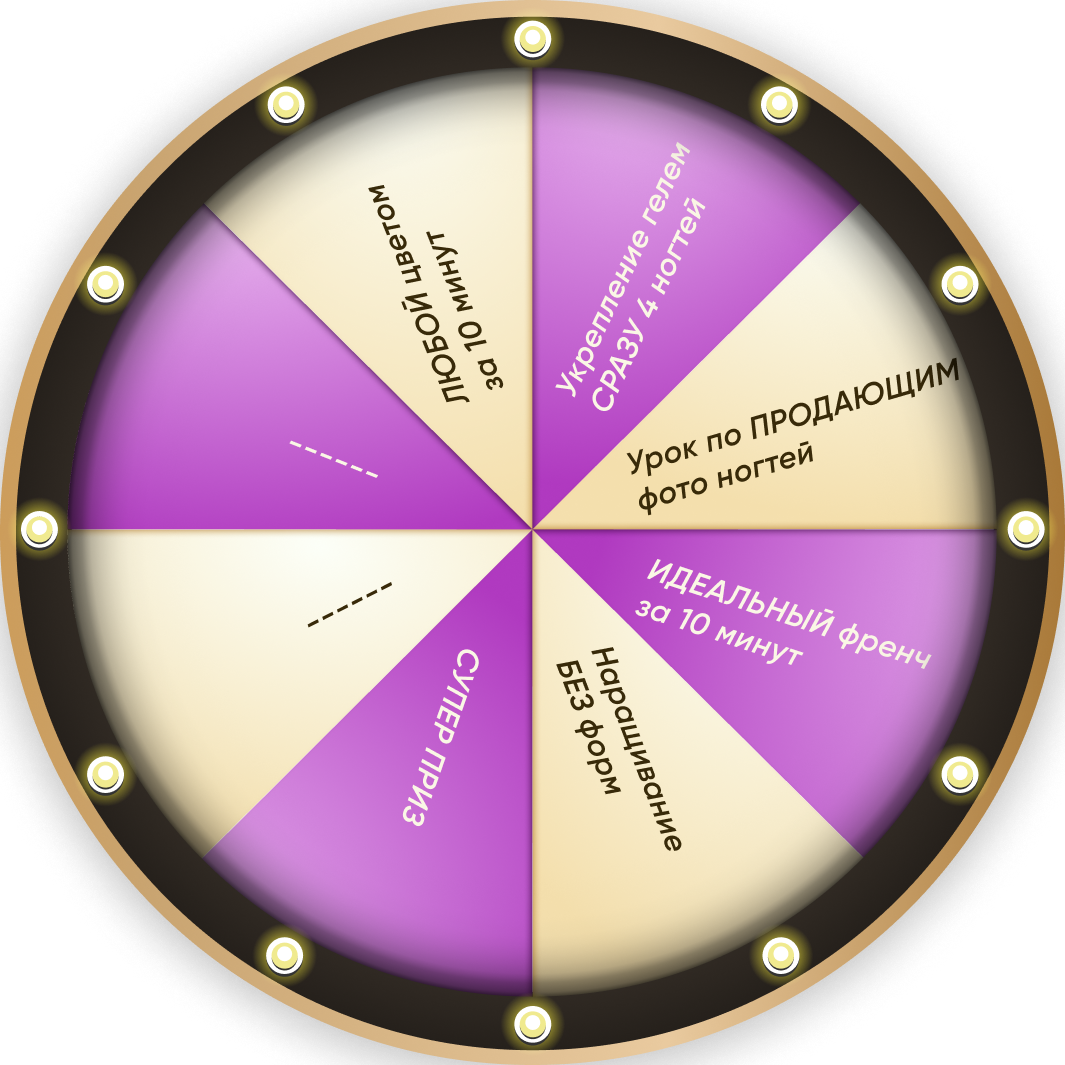 Укрепление гелем
СРАЗУ 4 ногтей
Урок по ПРОДАЮЩИМ
фото ногтей
ИДЕАЛЬНЫЙ френч
за 10 минут
Наращивание
БЕЗ форм
СУПЕР ПРИЗ
------
------
ЛЮБОЙ цветом
за 10 минут